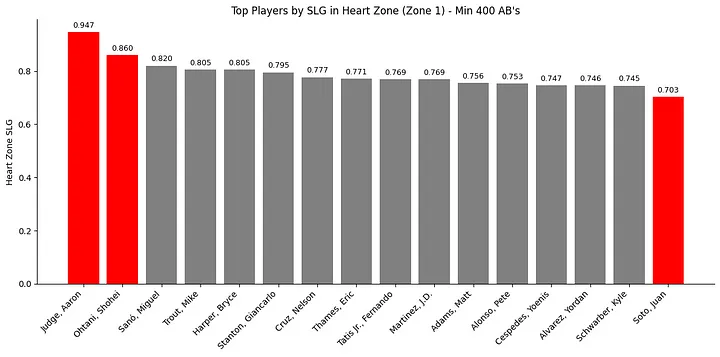 Top Players by SLG in Heart Zone (Zone 1) - Min 400 AB's
0.947
0.860
0.820
0.805
0.805
0.795
0.777
0.771
0.769
0.769
0.756
0.753
0.747
0.746
0.745
0.703
Heart Zone SLG
0.8
0.6
0.4
0.2
0.0
Judge, Aaron
Ohtani, Shohei
Sanó, Miguel
Trout, Mike
Harper, Bryce
Stanton, Giancarlo
Cruz, Nelson
Thames, Eric
Tatis Jr., Fernando
Martinez, J.D.
Adams, Matt
Alonso, Pete
Cespedes, Yoenis
Alvarez, Yordan
Schwarber, Kyle
Soto, Juan